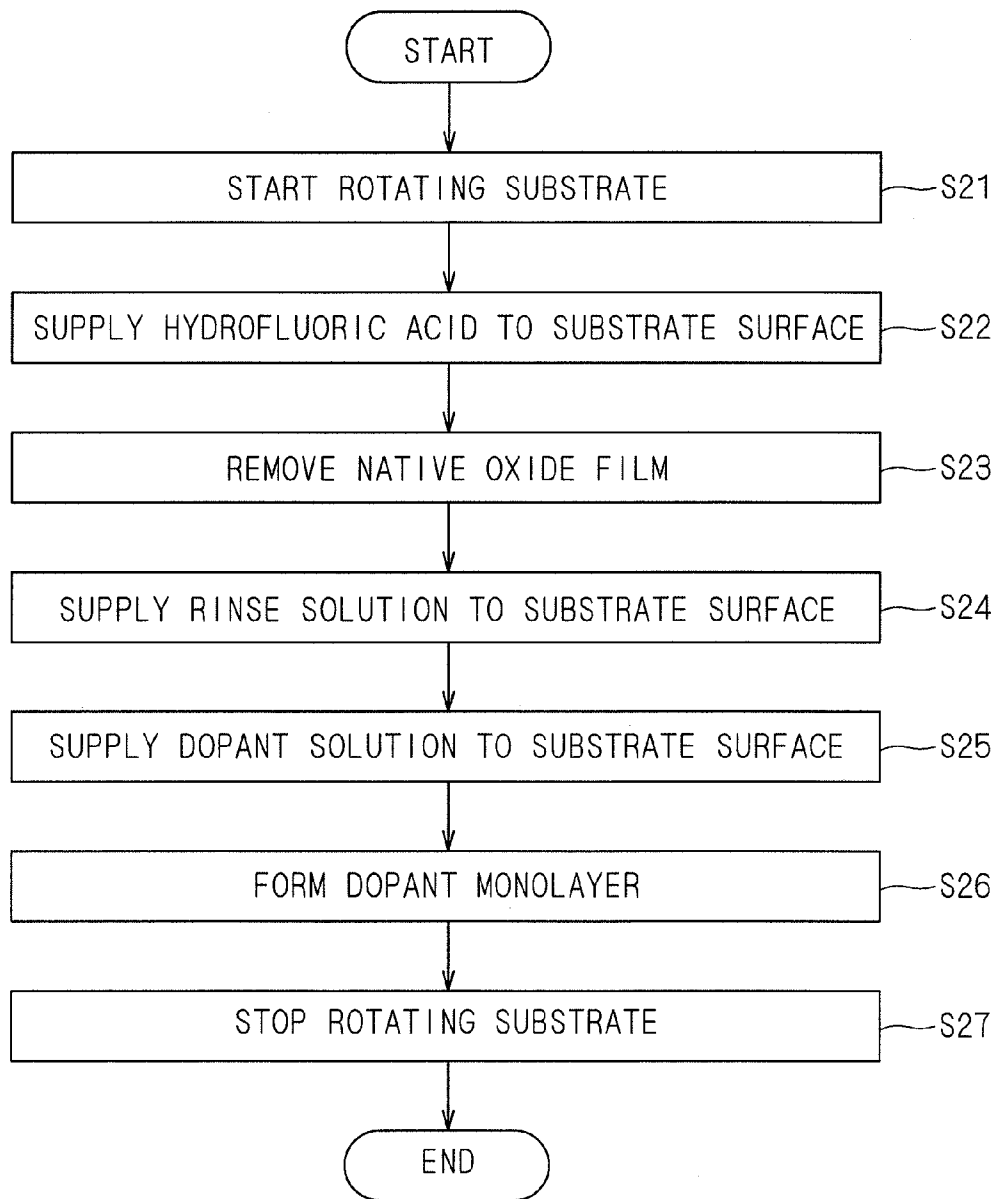 START
START ROTATING SUBSTRATE
S21
SUPPLY HYDROFLUORIC ACID TO SUBSTRATE SURFACE
S22
REMOVE NATIVE OXIDE FILM
S23
SUPPLY RINSE SOLUTION TO SUBSTRATE SURFACE
S24
SUPPLY DOPANT SOLUTION TO SUBSTRATE SURFACE
S25
FORM DOPANT MONOLAYER
S26
STOP ROTATING SUBSTRATE
S27
END